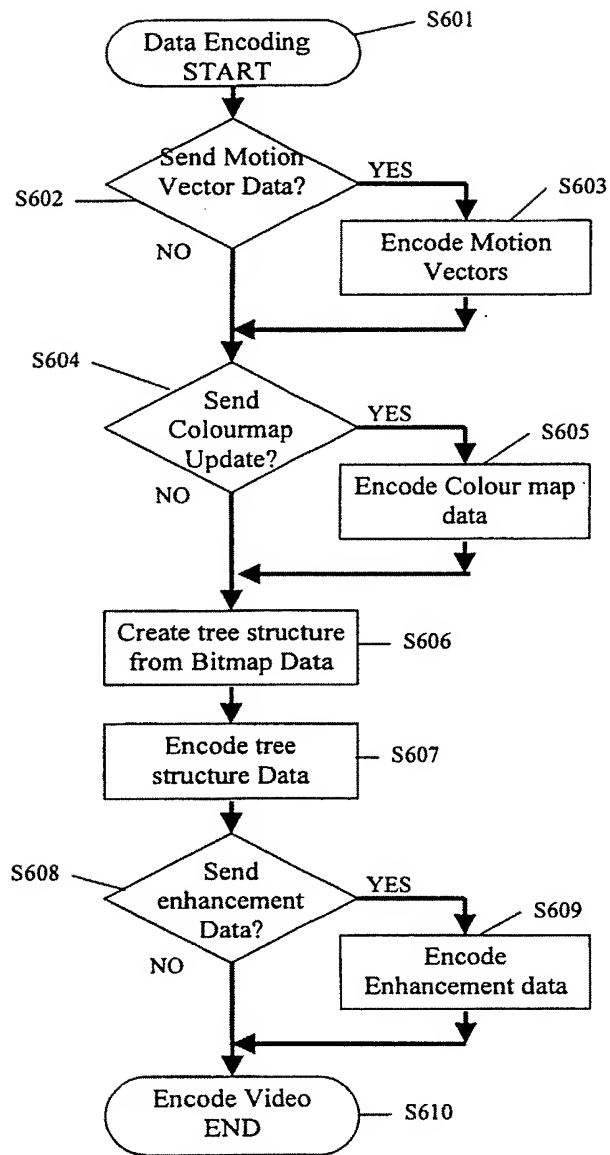 S601
Data Encoding
START
Send Motion
Vector Data?
YES
S602
S603
NO
Encode Motion
Vectors
S604
Send
Colourmap
Update?
YES
S605
NO
Encode Colour map
data
Create tree structure
from Bitmap Data
S606
Encode tree
structure Data
S607
S608
Send
enhancement
Data?
YES
S609
NO
Encode
Enhancement data
Encode Video
END
S610